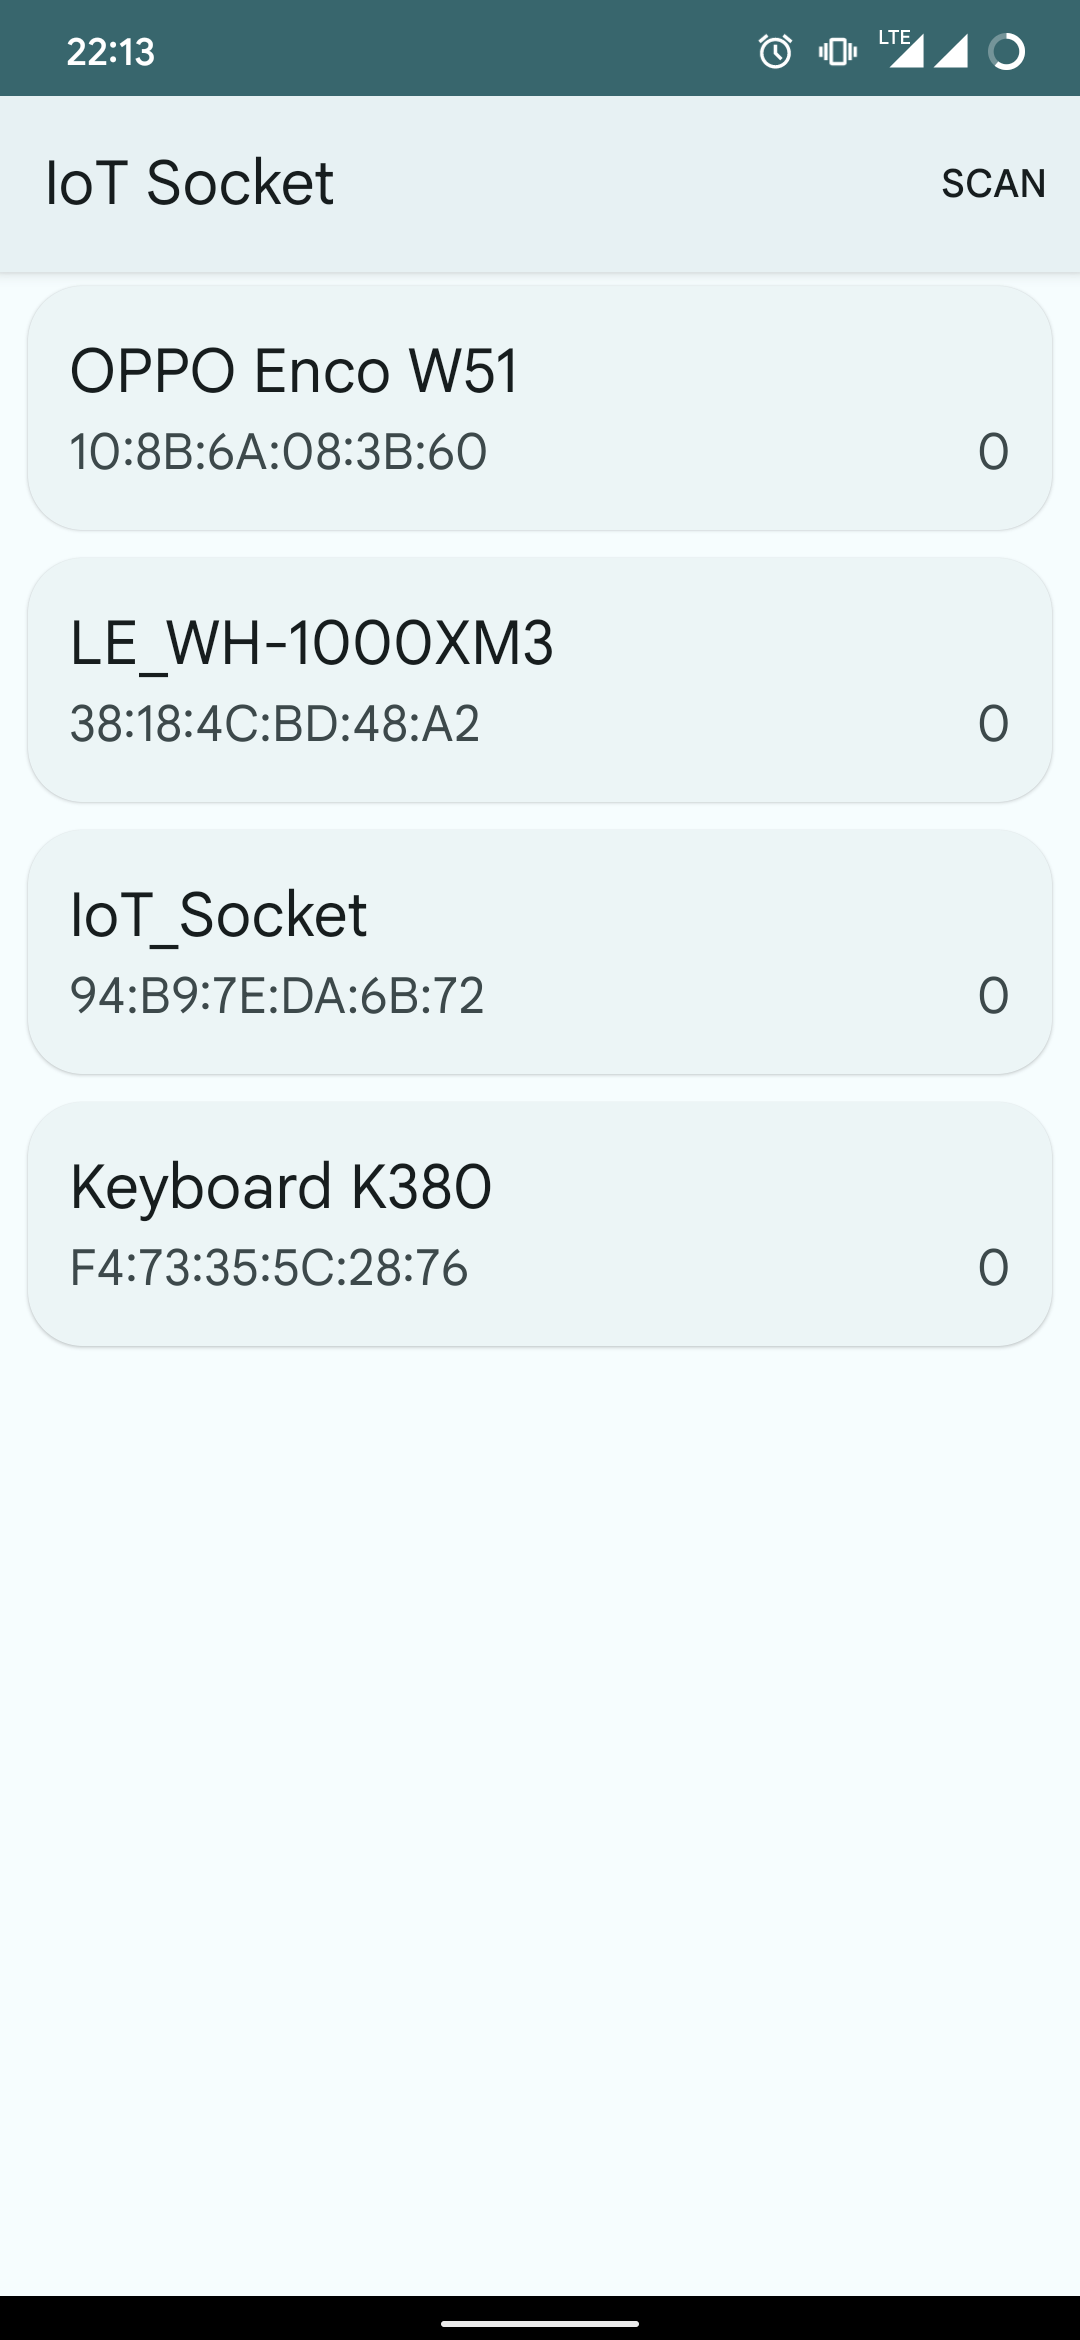 22:13
LTE
IoT Socket SCAN
OPPO Enco W51
10:8B:6A:08:3B:60 0
LE_WH-1000XM3
38:18:4C:BD:48:A2 0
IoT_Socket
94:B9:7E:DA:6B:72 0
Keyboard K380
F4:73:35:5C:28:76 0